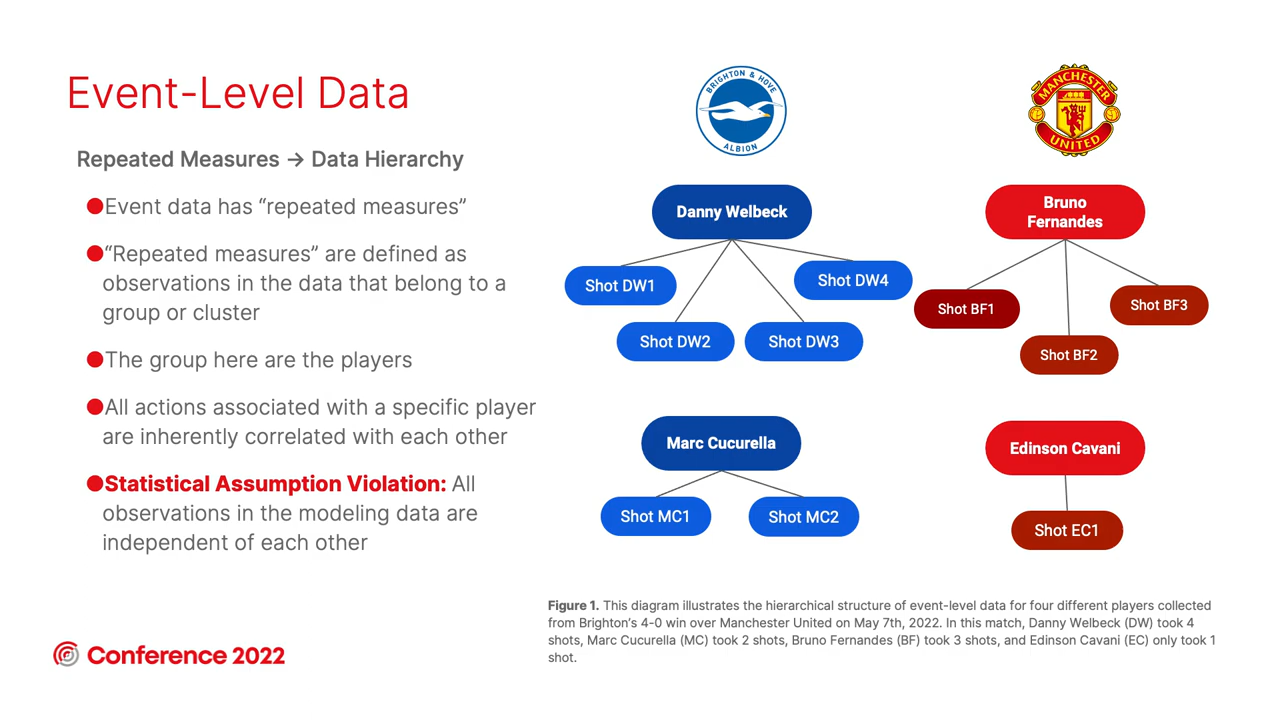 Event-Level Data
Repeated Measures → Data Hierarchy
●Event data has “repeated measures”
●“Repeated measures” are defined as
observations in the data that belong to a
group or cluster
●The group here are the players
●All actions associated with a specific player
are inherently correlated with each other
●Statistical Assumption Violation: All
observations in the modeling data are
independent of each other
Conference 2022
BRIGHTON & HOVE
ALBION
Danny Welbeck
Shot DW1
Shot DW2
Shot DW3
Shot DW4
Marc Cucurella
Shot MC1
Shot MC2
MANCHESTER
UNITED
Bruno
Fernandes
Shot BF1
Shot BF2
Shot BF3
Edinson Cavani
Shot EC1
Figure 1. This diagram illustrates the hierarchical structure of event-level data for four different players collected
from Brighton’s 4-0 win over Manchester United on May 7th, 2022. In this match, Danny Welbeck (DW) took 4
shots, Marc Cucurella (MC) took 2 shots, Bruno Fernandes (BF) took 3 shots, and Edinson Cavani (EC) only took 1
shot.